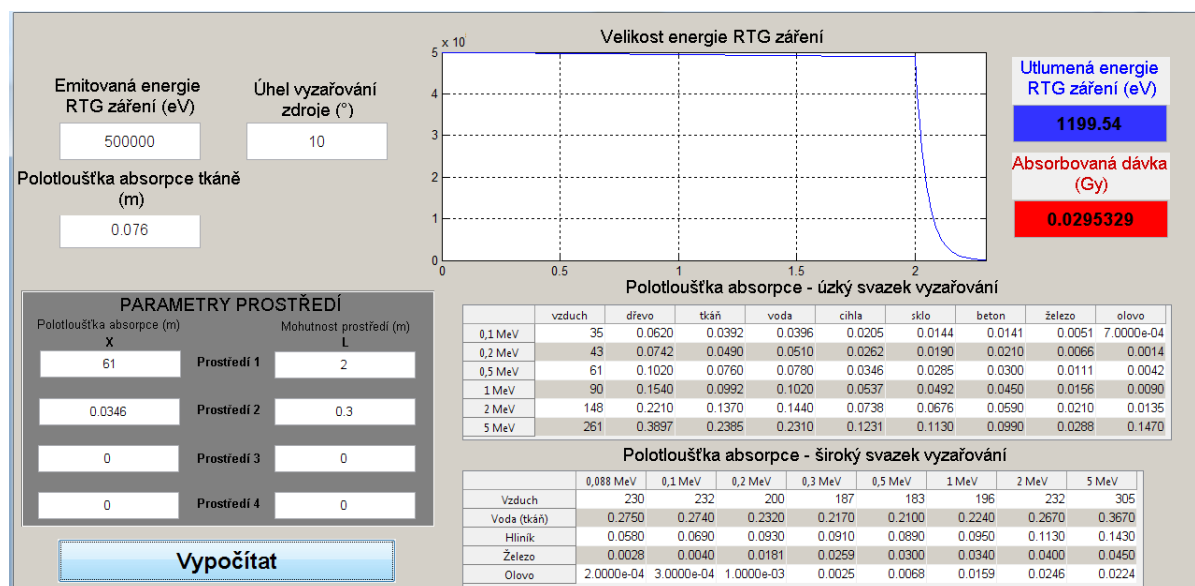 Velikost energie RTG záření
5 x 10
4
3
2
1
0
0 0.5 1 1.5 2
Emitovaná energie
RTG záření (eV)
500000
Úhel vyzařování
zdroje (°)
10
Polotloušťka absorpce tkáně
(m)
0.076
Utlumená energie
RTG záření (eV)
1199.54
Absorbovaná dávka
(Gy)
0.0295329
PARAMETRY PROSTŘEDÍ
Polotloušťka absorpce (m) Mohutnost prostředí (m)
X L
61 Prostředí 1 2
0.0346 Prostředí 2 0.3
0 Prostředí 3 0
0 Prostředí 4 0
Vypočítat
Polotloušťka absorpce - úzký svazek vyzařování
vzduch dřevo tkáň voda cihla sklo beton železo olovo
0,1 MeV 35 0.0620 0.0392 0.0396 0.0205 0.0144 0.0141 0.0051 7.0000e-04
0,2 MeV 43 0.0742 0.0490 0.0510 0.0262 0.0190 0.0210 0.0066 0.0014
0,5 MeV 61 0.1020 0.0760 0.0780 0.0346 0.0285 0.0300 0.0111 0.0042
1 MeV 90 0.1540 0.0992 0.1020 0.0537 0.0492 0.0450 0.0156 0.0090
2 MeV 148 0.2210 0.1370 0.1440 0.0738 0.0676 0.0590 0.0210 0.0135
5 MeV 261 0.3897 0.2385 0.2310 0.1231 0.1130 0.0990 0.0288 0.1470
Polotloušťka absorpce - široký svazek vyzařování
0,088 MeV 0,1 MeV 0,2 MeV 0,3 MeV 0,5 MeV 1 MeV 2 MeV 5 MeV
Vzduch 230 232 200 187 183 196 232 305
Voda (tkáň) 0.2750 0.2740 0.2320 0.2170 0.2100 0.2240 0.2670 0.3670
Hliník 0.0580 0.0690 0.0930 0.0910 0.0890 0.0950 0.1130 0.1430
Železo 0.0028 0.0040 0.0181 0.0259 0.0300 0.0340 0.0400 0.0450
Olovo 2.0000e-04 3.0000e-04 1.0000e-03 0.0025 0.0068 0.0159 0.0246 0.0224